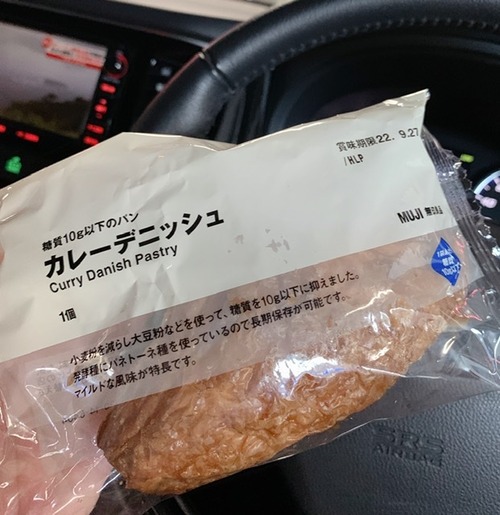 賞味期限22. 9.27
/HLP
糖質10g以下のパン
カレーデニッシュ
Curry Danish Pastry
MUJI 無印良品
1個
小麦粉を減らし大豆粉などを使って、糖質を10g以下に抑えました。
発酵種にパネトーネ種を使っているので長期保存が可能です。
マイルドな風味が特長です。
SRS
AIRBAG